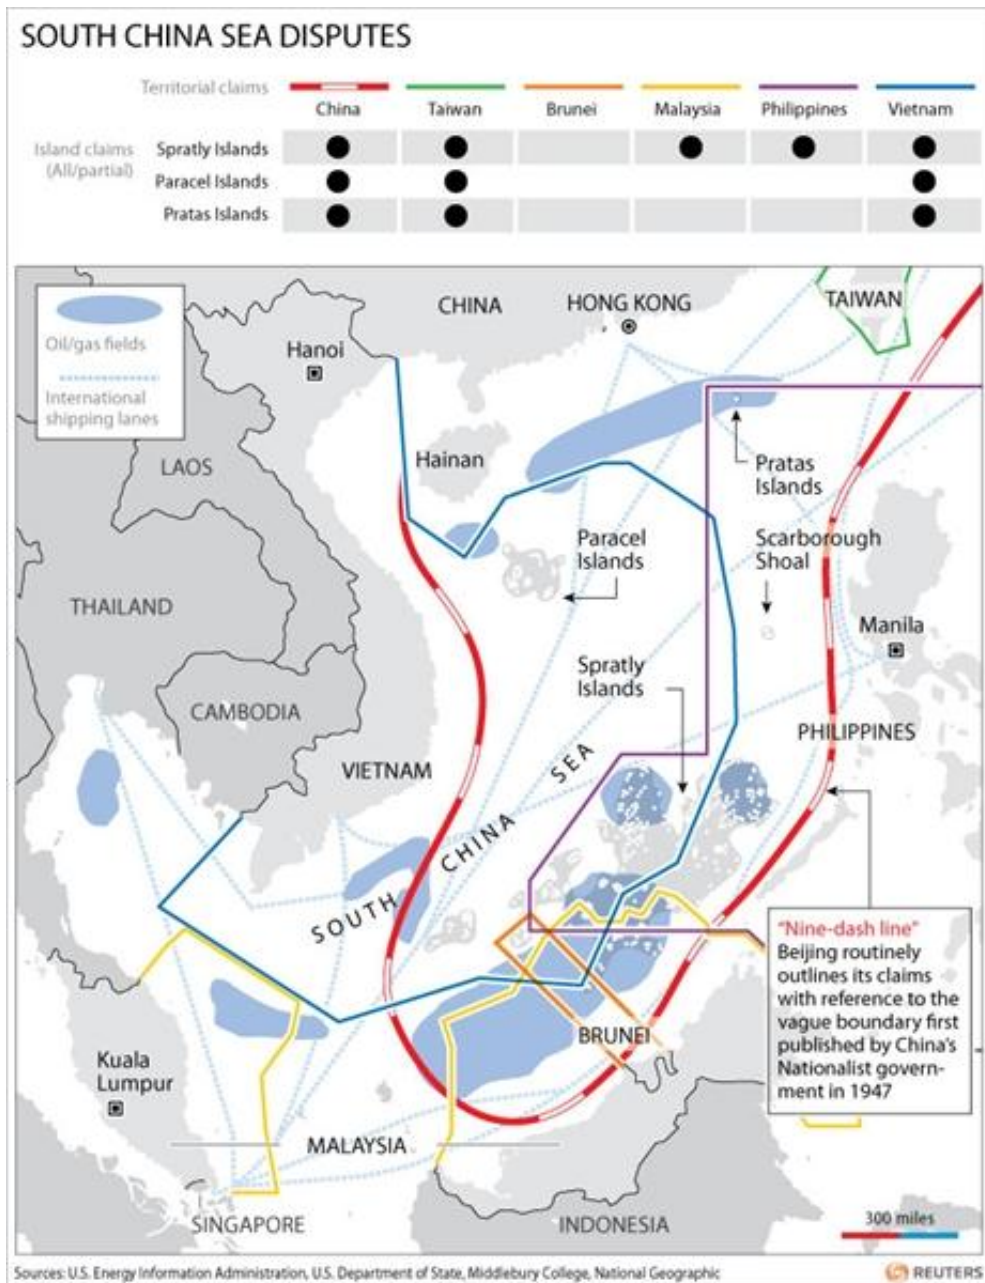 SOUTH CHINA SEA DISPUTES
Territorial claims
China Taiwan Brunei Malaysia Philippines Vietnam
Island claims
(All/partial)
Spratly Islands
Paracel Islands
Pratas Islands
Oil/gas fields
International
shipping lanes
CHINA
HONG KONG
TAIWAN
Hanoi
LAOS
Hainan
Pratas
Islands
Paracel
Islands
Scarborough
Shoal
THAILAND
Manila
Spratly
Islands
CAMBODIA
PHILIPPINES
VIETNAM
SOUTH CHINA SEA
"Nine-dash line"
Beijing routinely
outlines its claims
with reference to the
vague boundary first
published by China's
Nationalist govern-
ment in 1947
BRUNEI
Kuala
Lumpur
MALAYSIA
SINGAPORE
INDONESIA
300 miles
Sources: U.S. Energy Information Administration, U.S. Department of State, Middlebury College, National Geographic
REUTERS